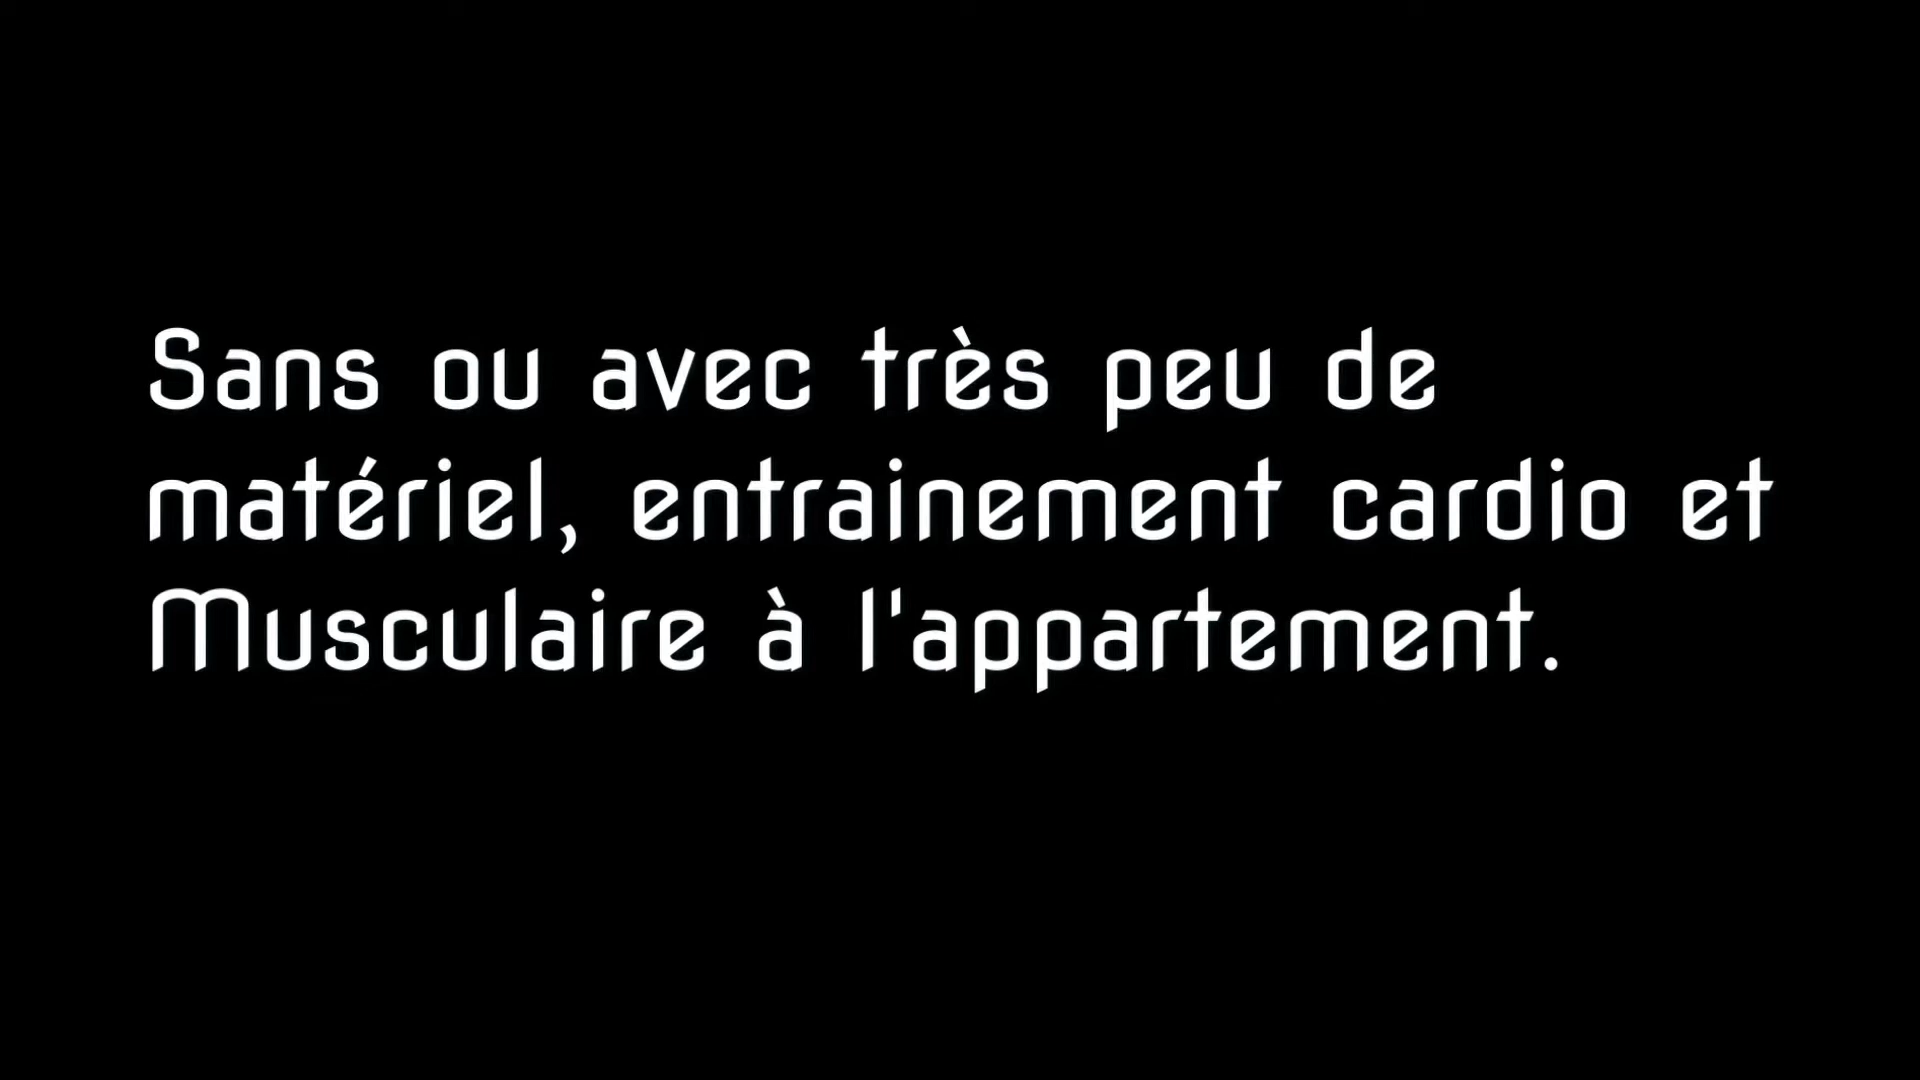 Sans ou avec très peu de
matériel, entrainement cardio et
Musculaire à l'appartement.